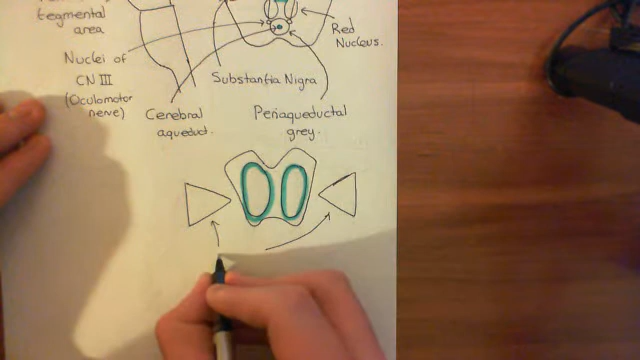 tegmental
area
Nuclei of
CN III
(Oculomotor
nerve)
Red
Nucleus.
Substantia Nigra
Cerebral
aqueduct.
Periaqueductal
grey.